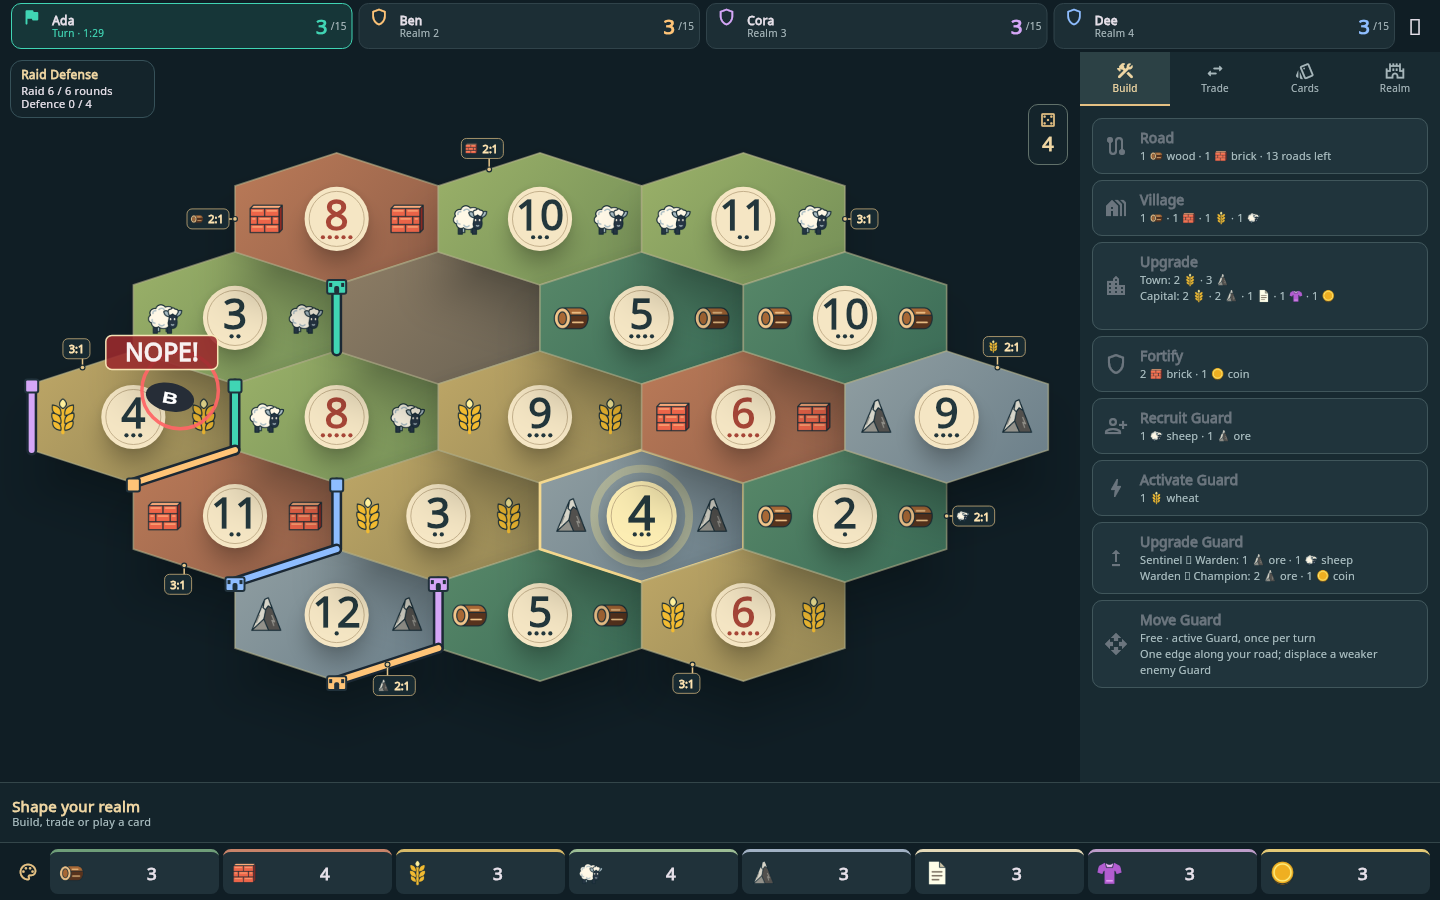 Ada
Turn · 1:29
3 /15
Ben
Realm 2
3 /15
Cora
Realm 3
3 /15
Dee
Realm 4
3 /15
Raid Defense
Raid 6 / 6 rounds
Defence 0 / 4
4
Build
Trade
Cards
Realm
Road
1 wood · 1 brick · 13 roads left
Village
1 · 1 · 1 · 1
Upgrade
Town: 2 · 3
Capital: 2 · 2 · 1 · 1 · 1
Fortify
2 brick · 1 coin
Recruit Guard
1 sheep · 1 ore
Activate Guard
1 wheat
Upgrade Guard
Sentinel ▯ Warden: 1 ore · 1 sheep
Warden ▯ Champion: 2 ore · 1 coin
Move Guard
Free · active Guard, once per turn
One edge along your road; displace a weaker
enemy Guard
2:1
2:1
8
10
11
3:1
3
5
10
3:1
NOPE!
2:1
4
B
8
9
6
9
11
3
4
2
2:1
3:1
12
5
6
2:1
3:1
Shape your realm
Build, trade or play a card
3
4
3
4
3
3
3
3